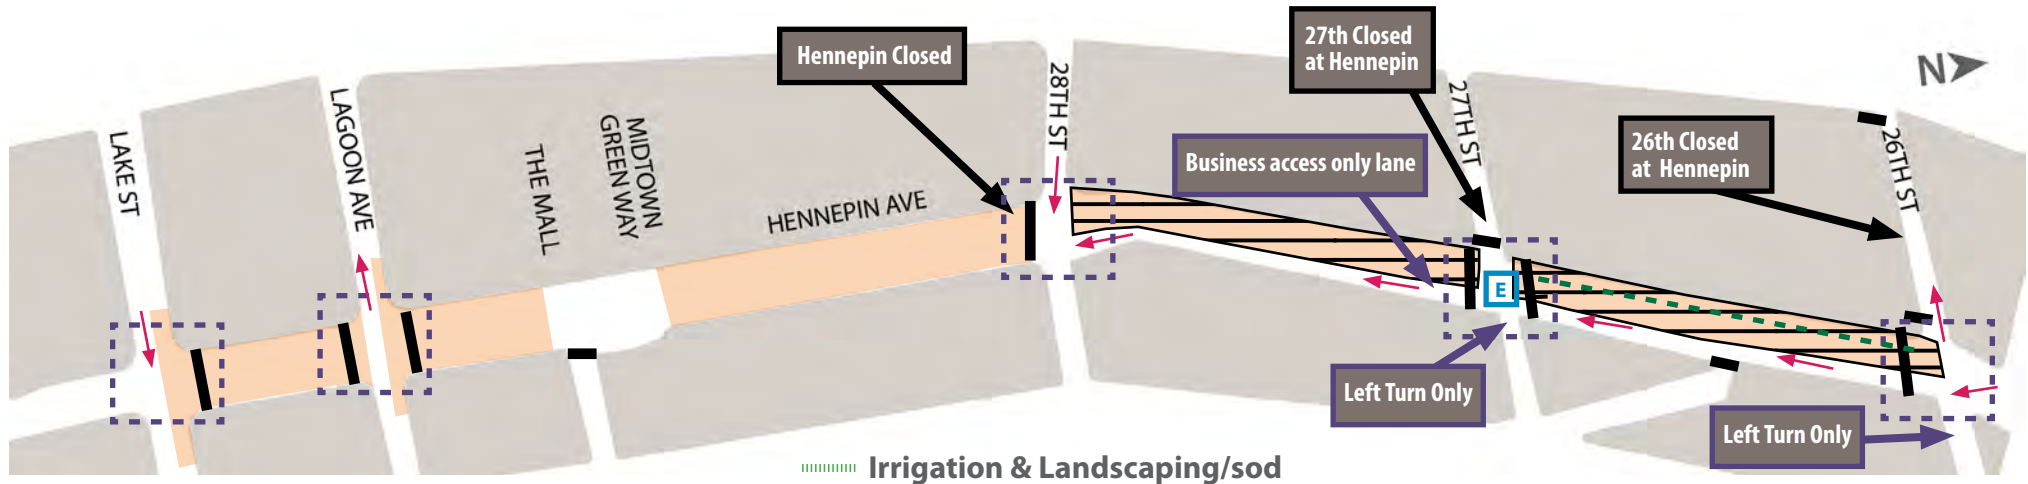 Hennepin Closed
27th Closed
at Hennepin
N
28TH ST
27TH ST
26th Closed
at Hennepin
26TH ST
LAKE ST
LAGOON AVE
THE MALL
MIDTOWN
GREEN WAY
HENNEPIN AVE
Business access only lane
E
Left Turn Only
Left Turn Only
Irrigation & Landscaping/sod